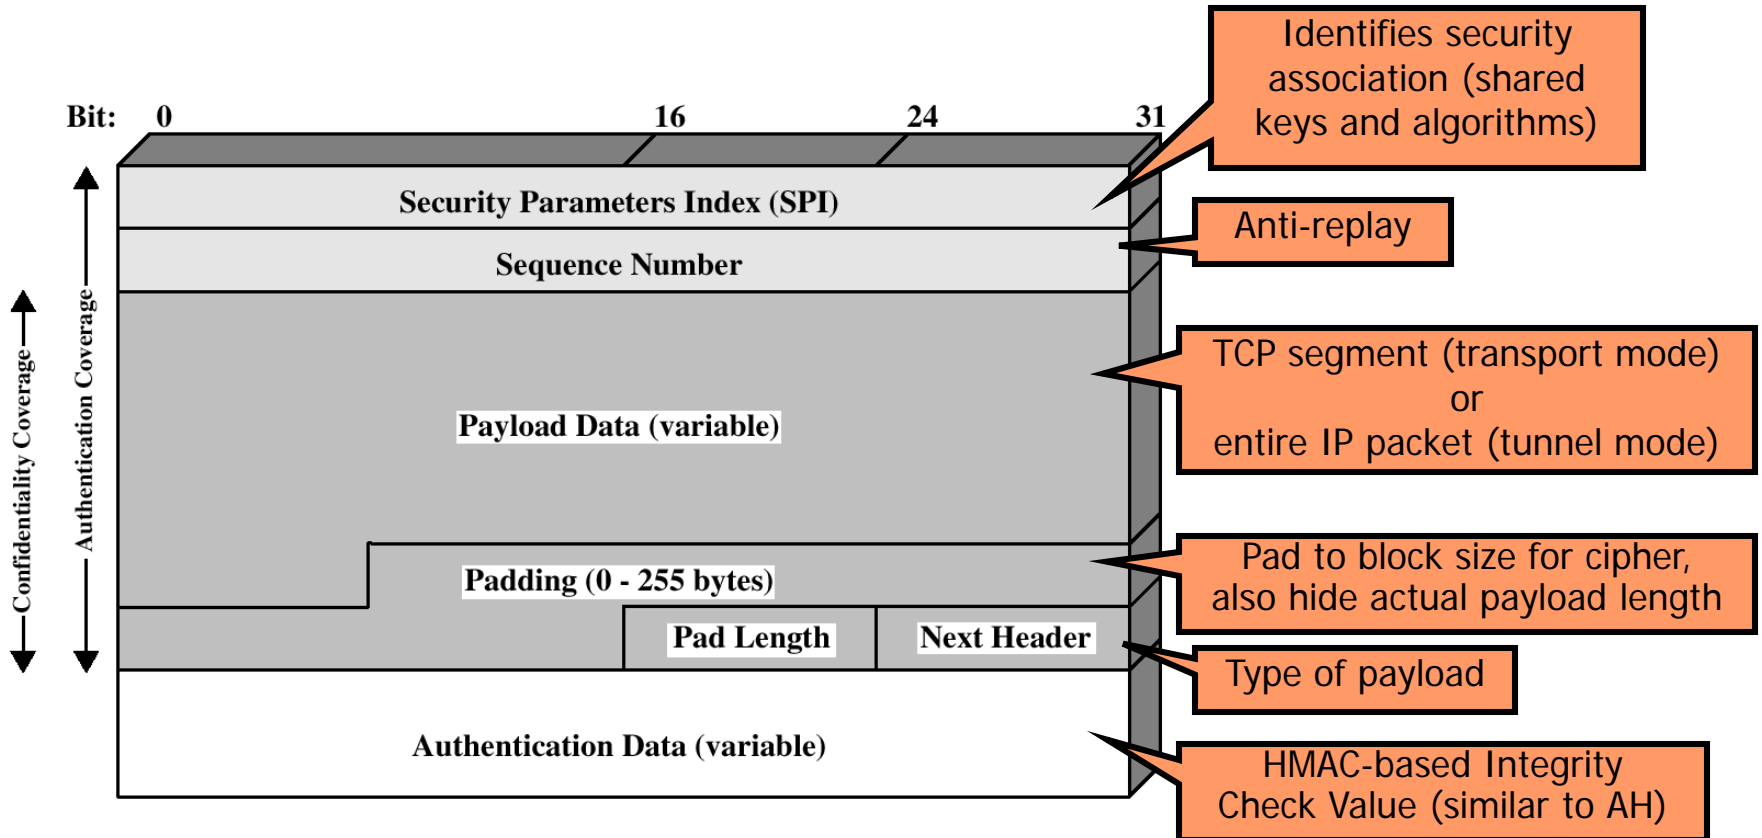 Identifies security
association (shared
keys and algorithms)
Bit: 0 16 24 31
Security Parameters Index (SPI)
Anti-replay
Sequence Number
TCP segment (transport mode)
or
entire IP packet (tunnel mode)
Confidentiality Coverage
Authentication Coverage
Payload Data (variable)
Pad to block size for cipher,
also hide actual payload length
Padding (0 - 255 bytes)
Pad Length
Next Header
Type of payload
Authentication Data (variable)
HMAC-based Integrity
Check Value (similar to AH)